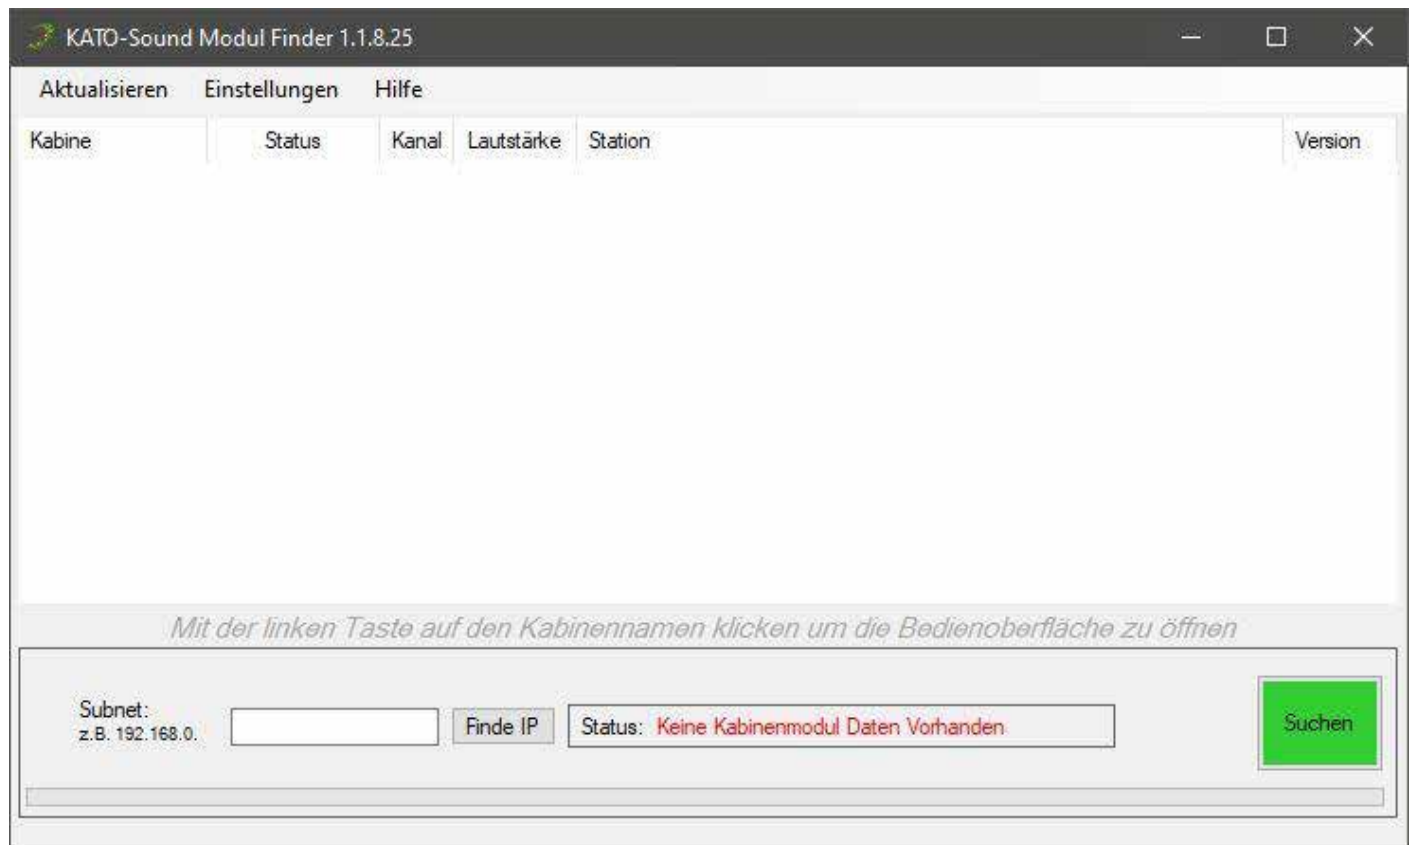 KATO-Sound Modul Finder 1.1.8.25
Aktualisieren Einstellungen Hilfe
Kabine Status Kanal Lautstärke Station Version
Mit der linken Taste auf den Kabinennamen klicken um die Bedienoberfläche zu öffnen
Subnet:
z.B. 192.168.0.
Finde IP
Status: Keine Kabinenmodul Daten Vorhanden
Suchen